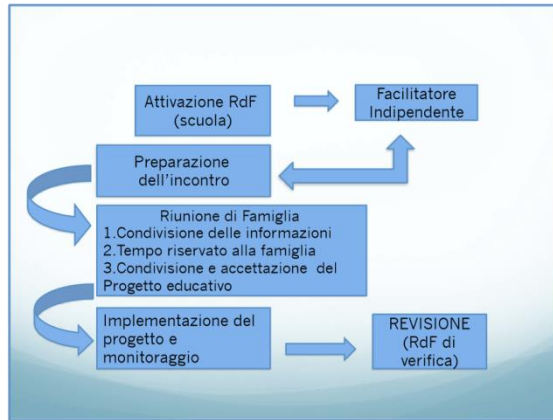 Attivazione RdF
(scuola)
Facilitatore
Indipendente
Preparazione
dell'incontro
Riunione di Famiglia
1.Condivisione delle informazioni
2.Tempo riservato alla famiglia
3.Condivisione e accettazione del
Progetto educativo
Implementazione del
progetto e
monitoraggio
REVISIONE
(RdF di
verifica)